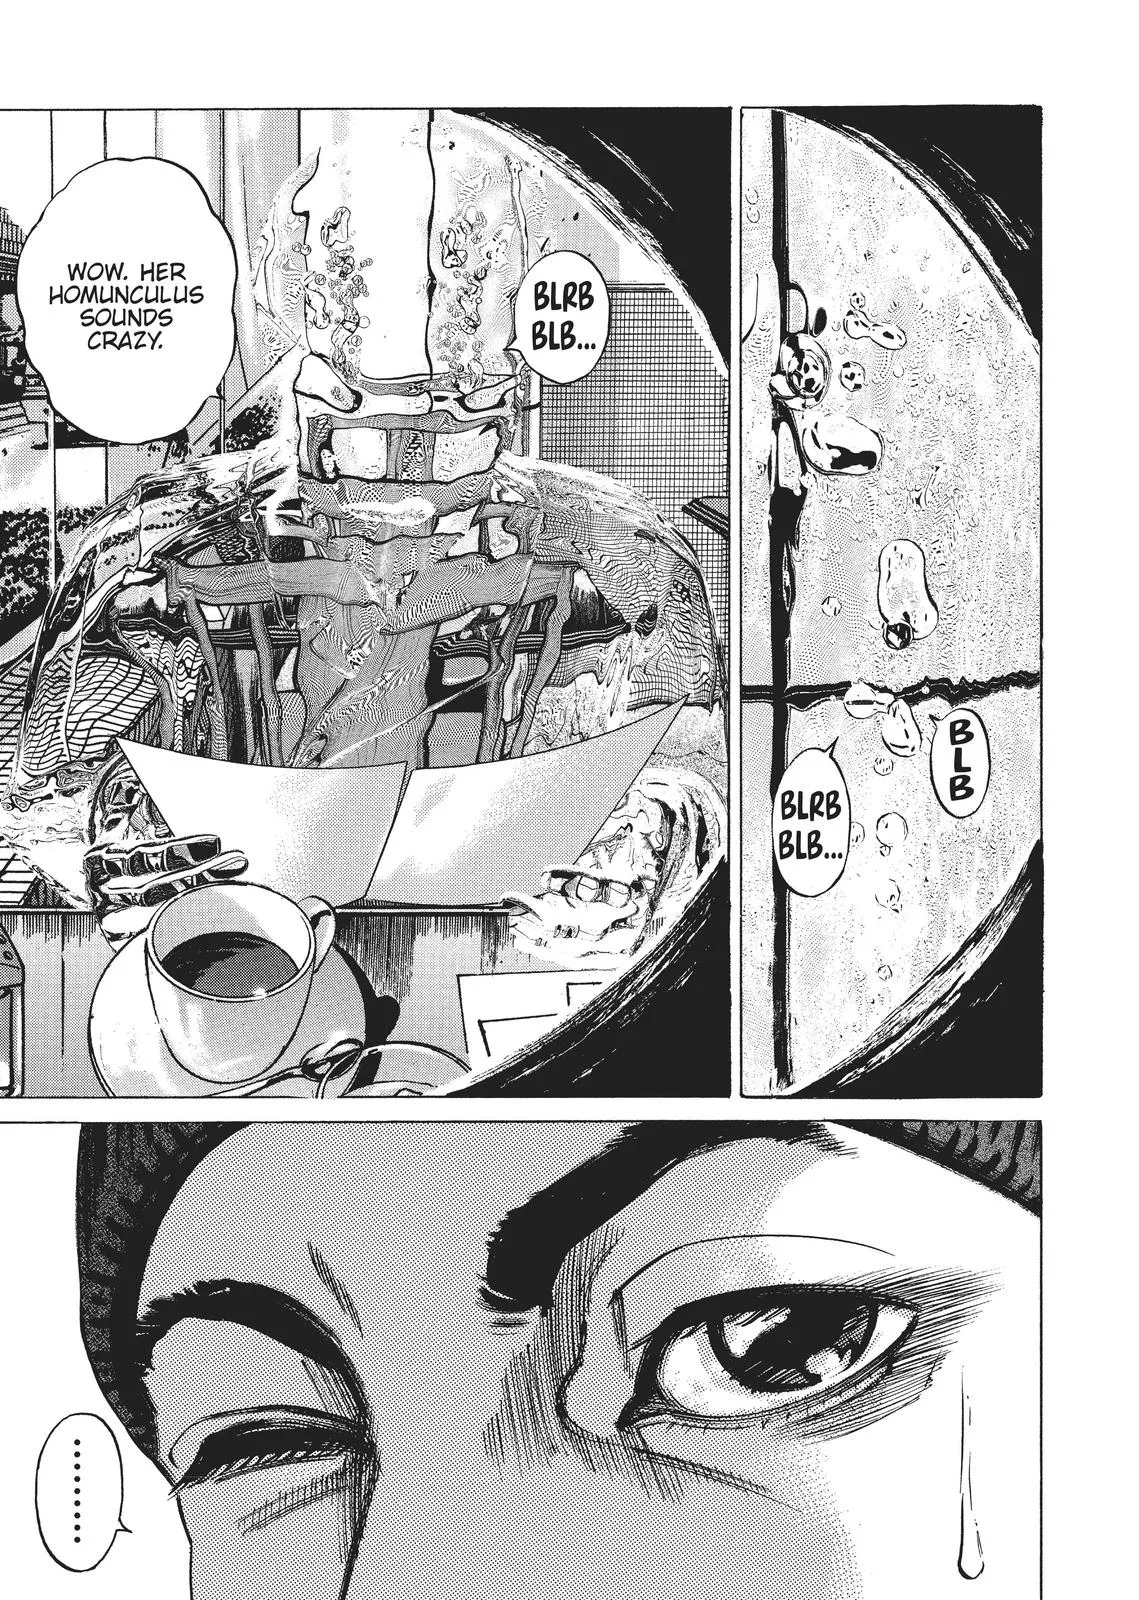 BLB
BLRB
BLB...
BLRB
BLB...
WOW. HER
HOMUNCULUS
SOUNDS
CRAZY.
.........